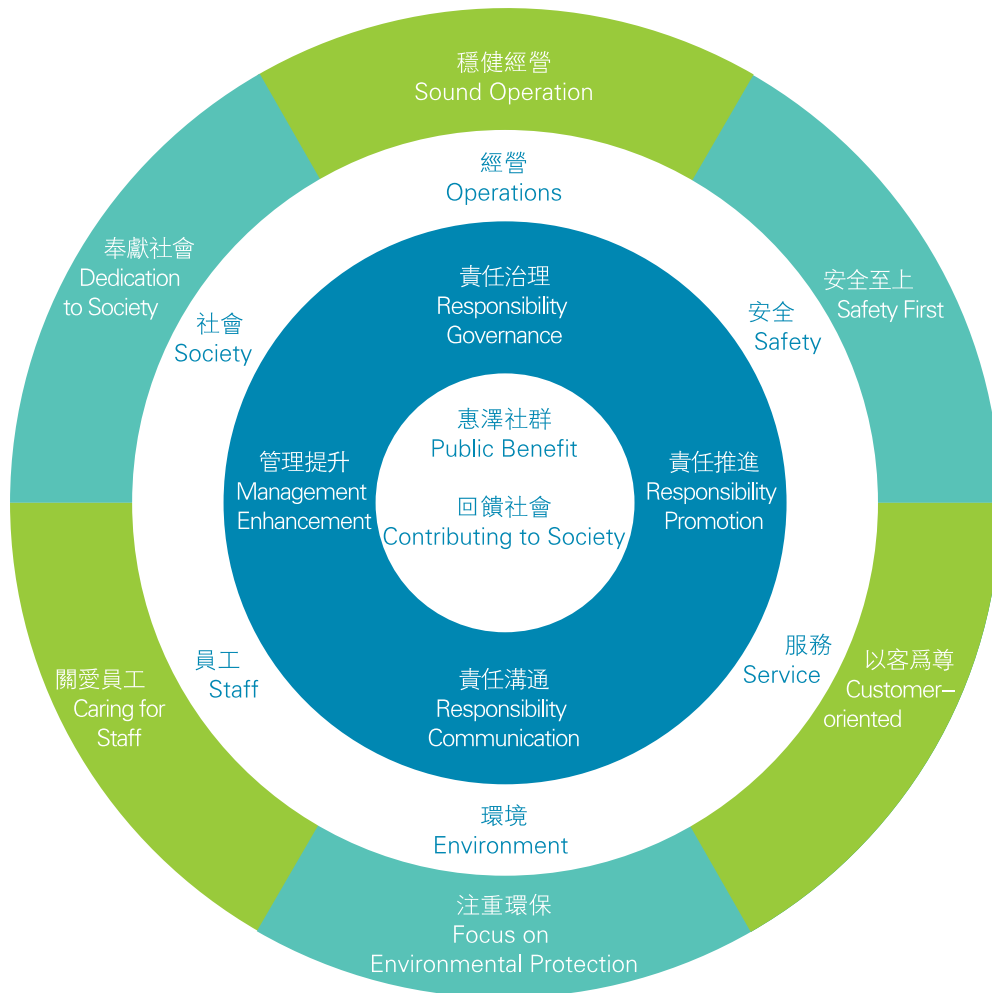 穩健經營
Sound Operation
經營
Operations
奉獻社會
Dedication
to Society
社會
Society
安全
Safety
安全至上
Safety First
責任治理
Responsibility
Governance
惠澤社群
Public Benefit
回饋社會
Contributing to Society
管理提升
Management
Enhancement
責任推進
Responsibility
Promotion
責任溝通
Responsibility
Communication
關愛員工
Caring for
Staff
員工
Staff
服務
Service
以客爲尊
Customer–
oriented
環境
Environment
注重環保
Focus on
Environmental Protection